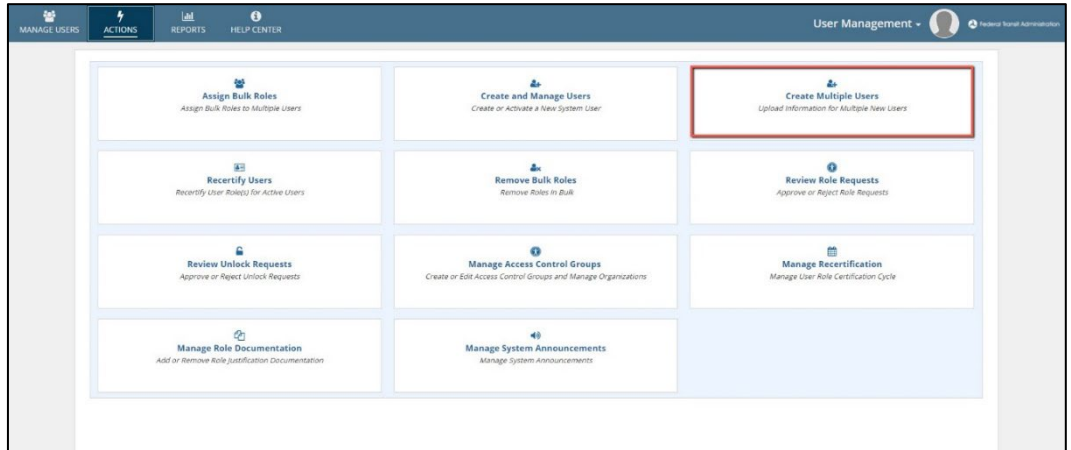 MANAGE USERS
ACTIONS
REPORTS
HELP CENTER
User Management
Federal Transit Administration
Assign Bulk Roles
Assign Bulk Roles to Multiple Users
Create and Manage Users
Create or Activate a New System User
Create Multiple Users
Upload Information for Multiple New Users
Recertify Users
Recertify User Role(s) for Active Users
Remove Bulk Roles
Remove Roles in Bulk
Review Role Requests
Approve or Reject Role Requests
Review Unlock Requests
Approve or Reject Unlock Requests
Manage Access Control Groups
Create or Edit Access Control Groups and Manage Organizations
Manage Recertification
Manage User Role Certification Cycle
Manage Role Documentation
Add or Remove Role Justification Documentation
Manage System Announcements
Manage System Announcements